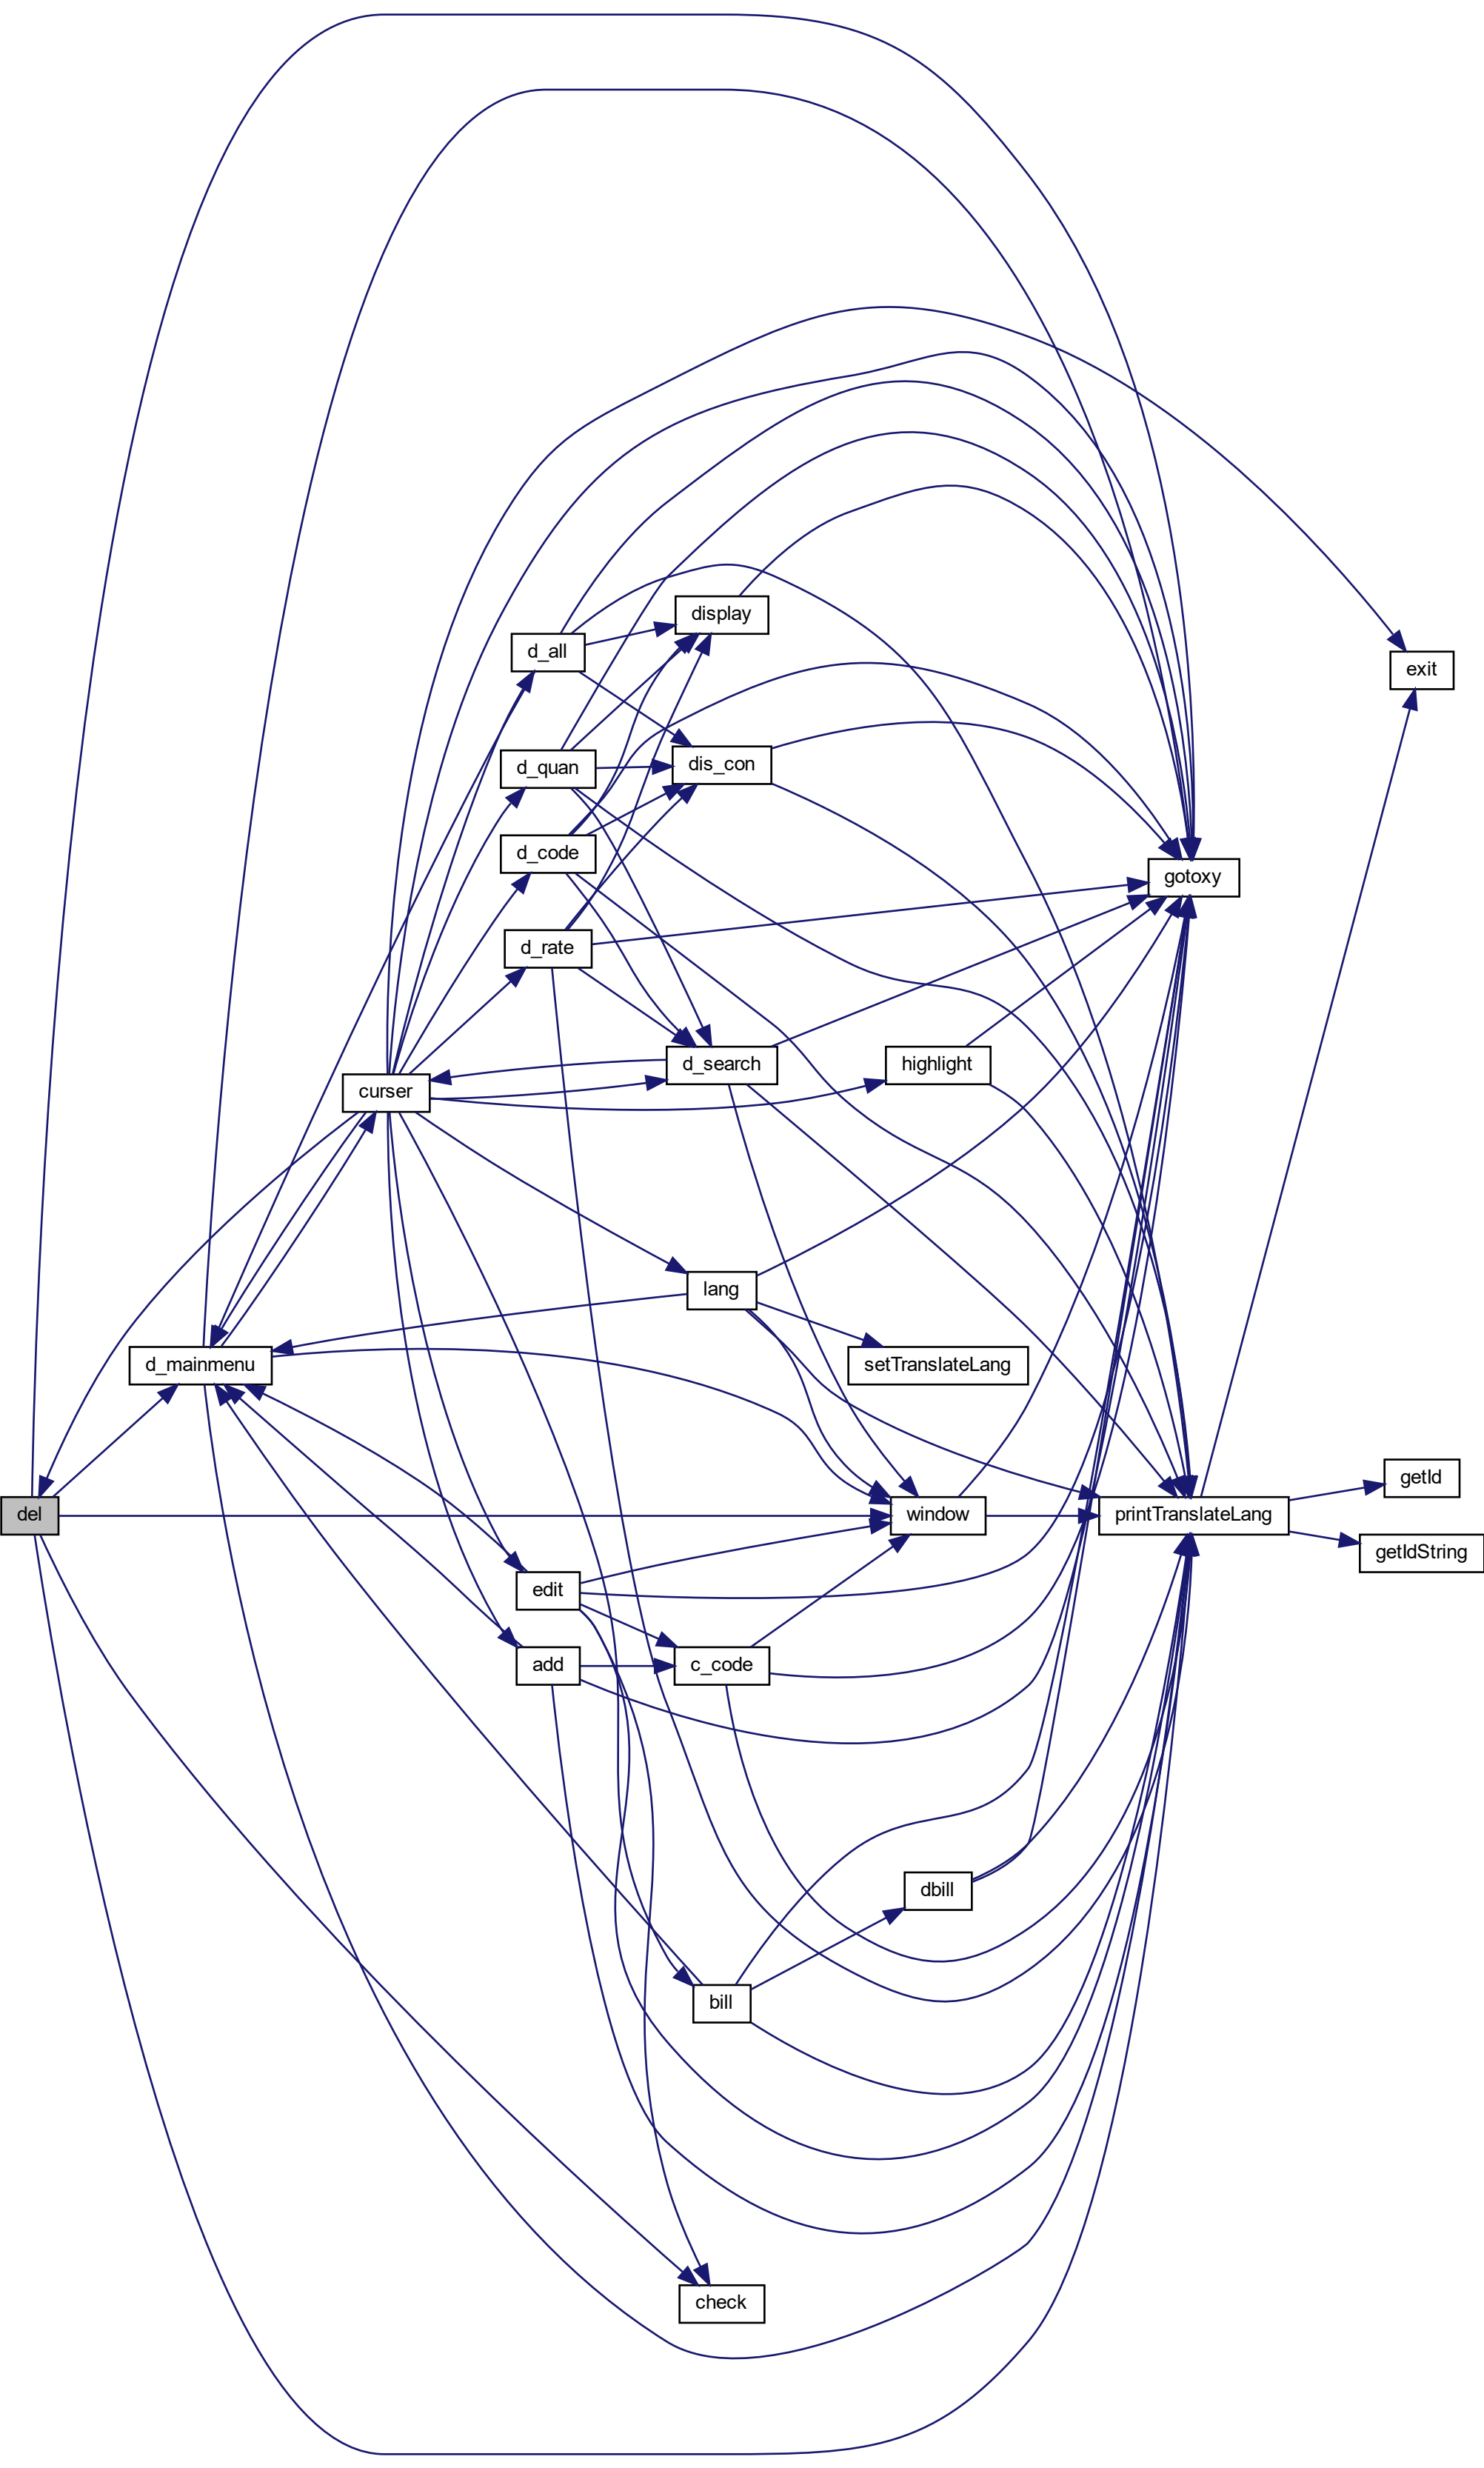 display
d_all
exit
dis_con
d_quan
d_code
gotoxy
d_rate
d_search
highlight
curser
lang
d_mainmenu
setTranslateLang
getId
del
window
printTranslateLang
getIdString
edit
add
c_code
dbill
bill
check